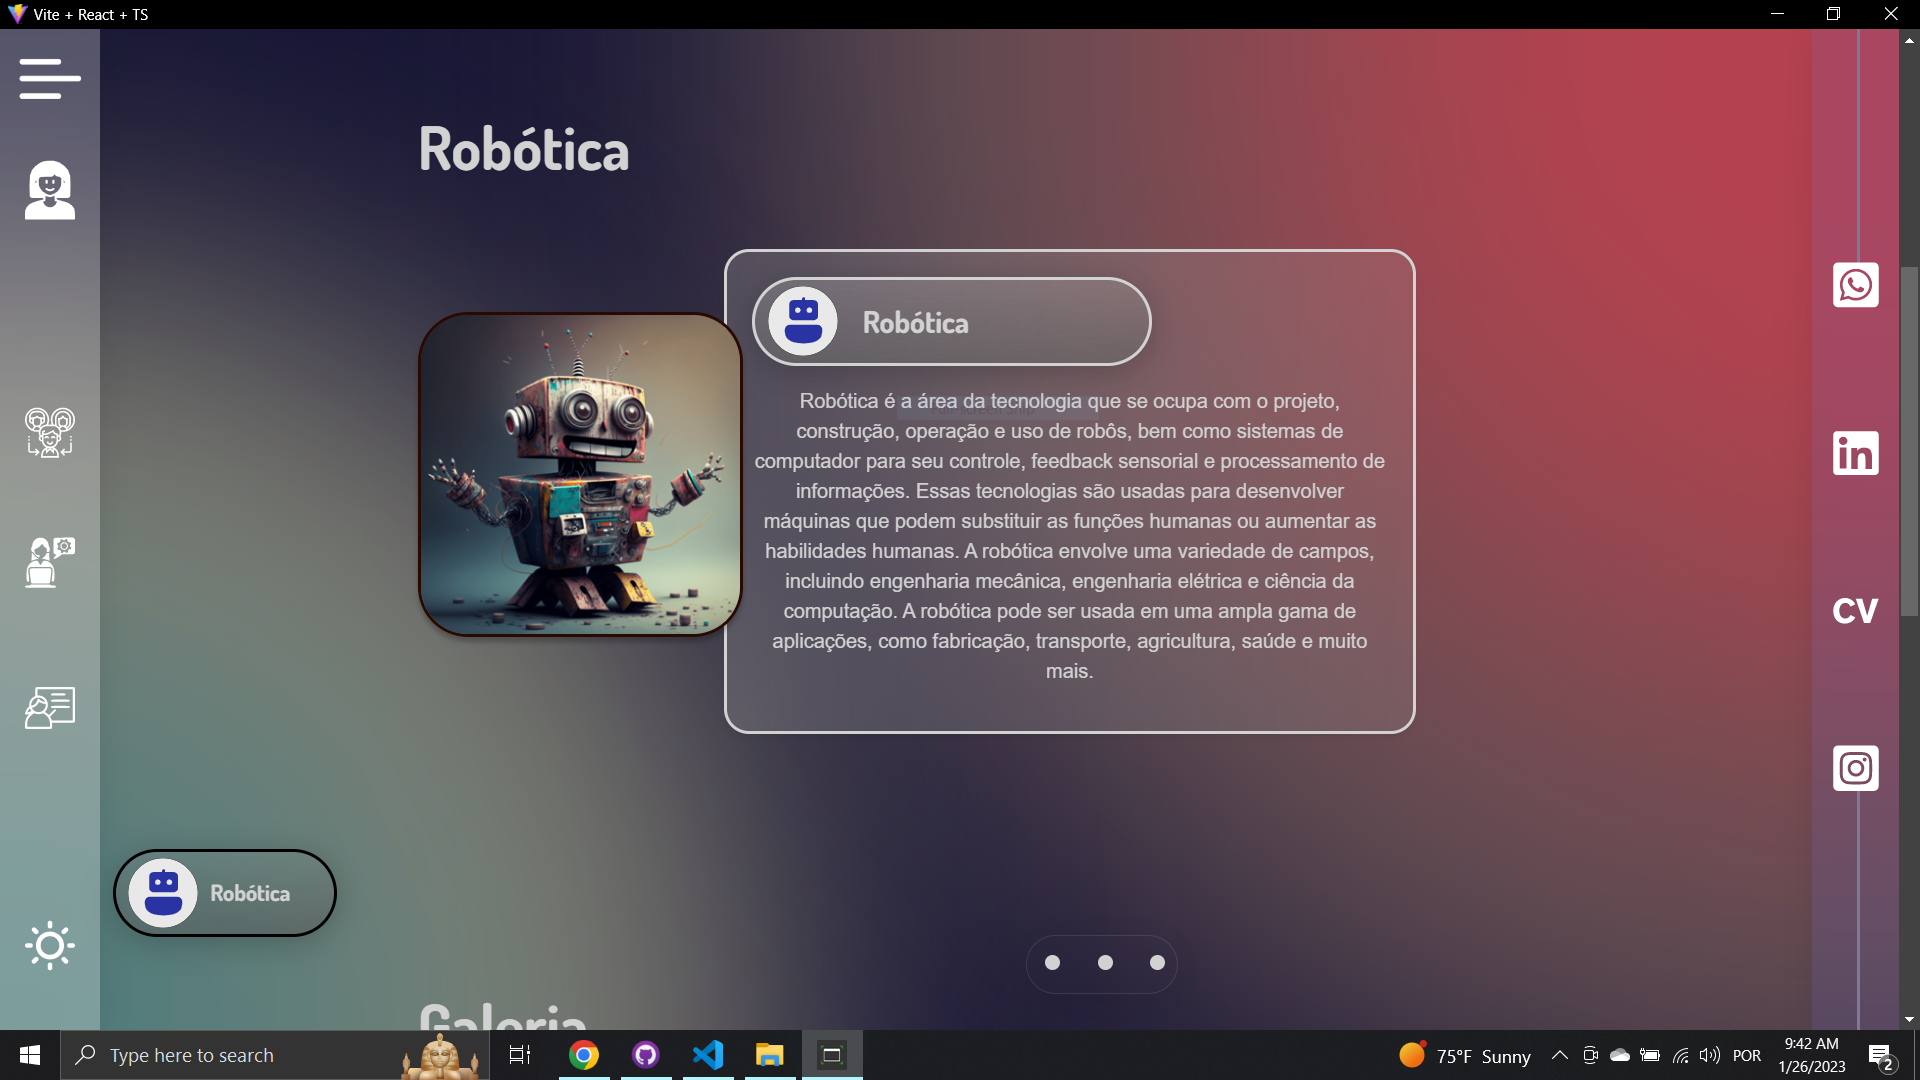 Vite + React + TS
Robótica
Robótica
Robótica é a área da tecnologia que se ocupa com o projeto,
construção, operação e uso de robôs, bem como sistemas de
computador para seu controle, feedback sensorial e processamento de
informações. Essas tecnologias são usadas para desenvolver
máquinas que podem substituir as funções humanas ou aumentar as
habilidades humanas. A robótica envolve uma variedade de campos,
incluindo engenharia mecânica, engenharia elétrica e ciência da
computação. A robótica pode ser usada em uma ampla gama de
aplicações, como fabricação, transporte, agricultura, saúde e muito
mais.
in
CV
Robótica
Galeria
Type here to search
75°F Sunny
POR
9:42 AM
1/26/2023
2